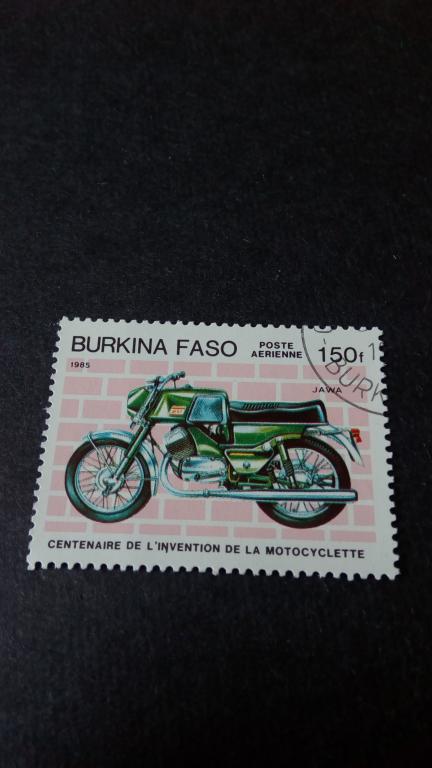 BURKINA FASO
POSTE
AERIENNE
150f
1985
JAWA
BURK
CENTENAIRE DE L'INVENTION DE LA MOTOCYCLETTE